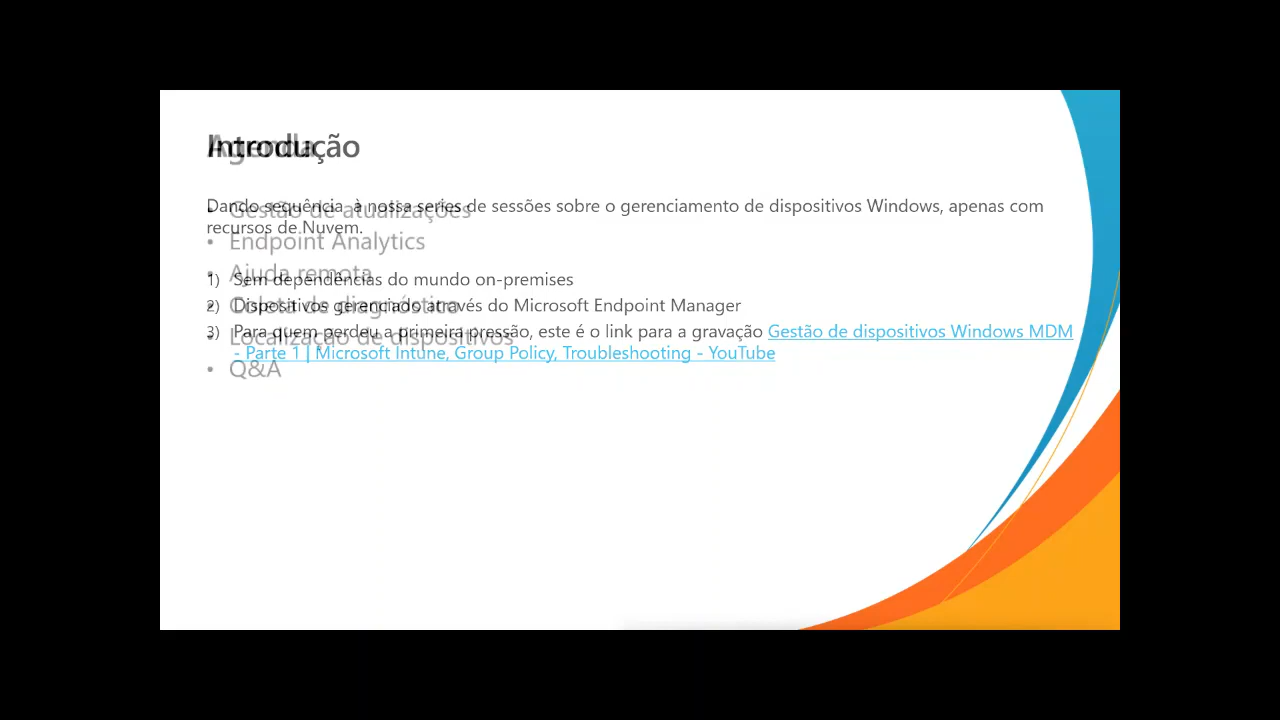 Introdução
Dando sequência à nossa series de sessões sobre o gerenciamento de dispositivos Windows, apenas com
recursos de Nuvem.
1) Sem dependências do mundo on-premises
2) Dispositivos gerenciados através do Microsoft Endpoint Manager
3) Para quem perdeu a primeira pressão, este é o link para a gravação Gestão de dispositivos Windows MDM
- Parte 1 | Microsoft Intune, Group Policy, Troubleshooting - YouTube
Agenda
• Gestão de atualizações
• Endpoint Analytics
• Ajuda remota
• Coleta de diagnóstico
• Localização de dispositivos
• Q&A